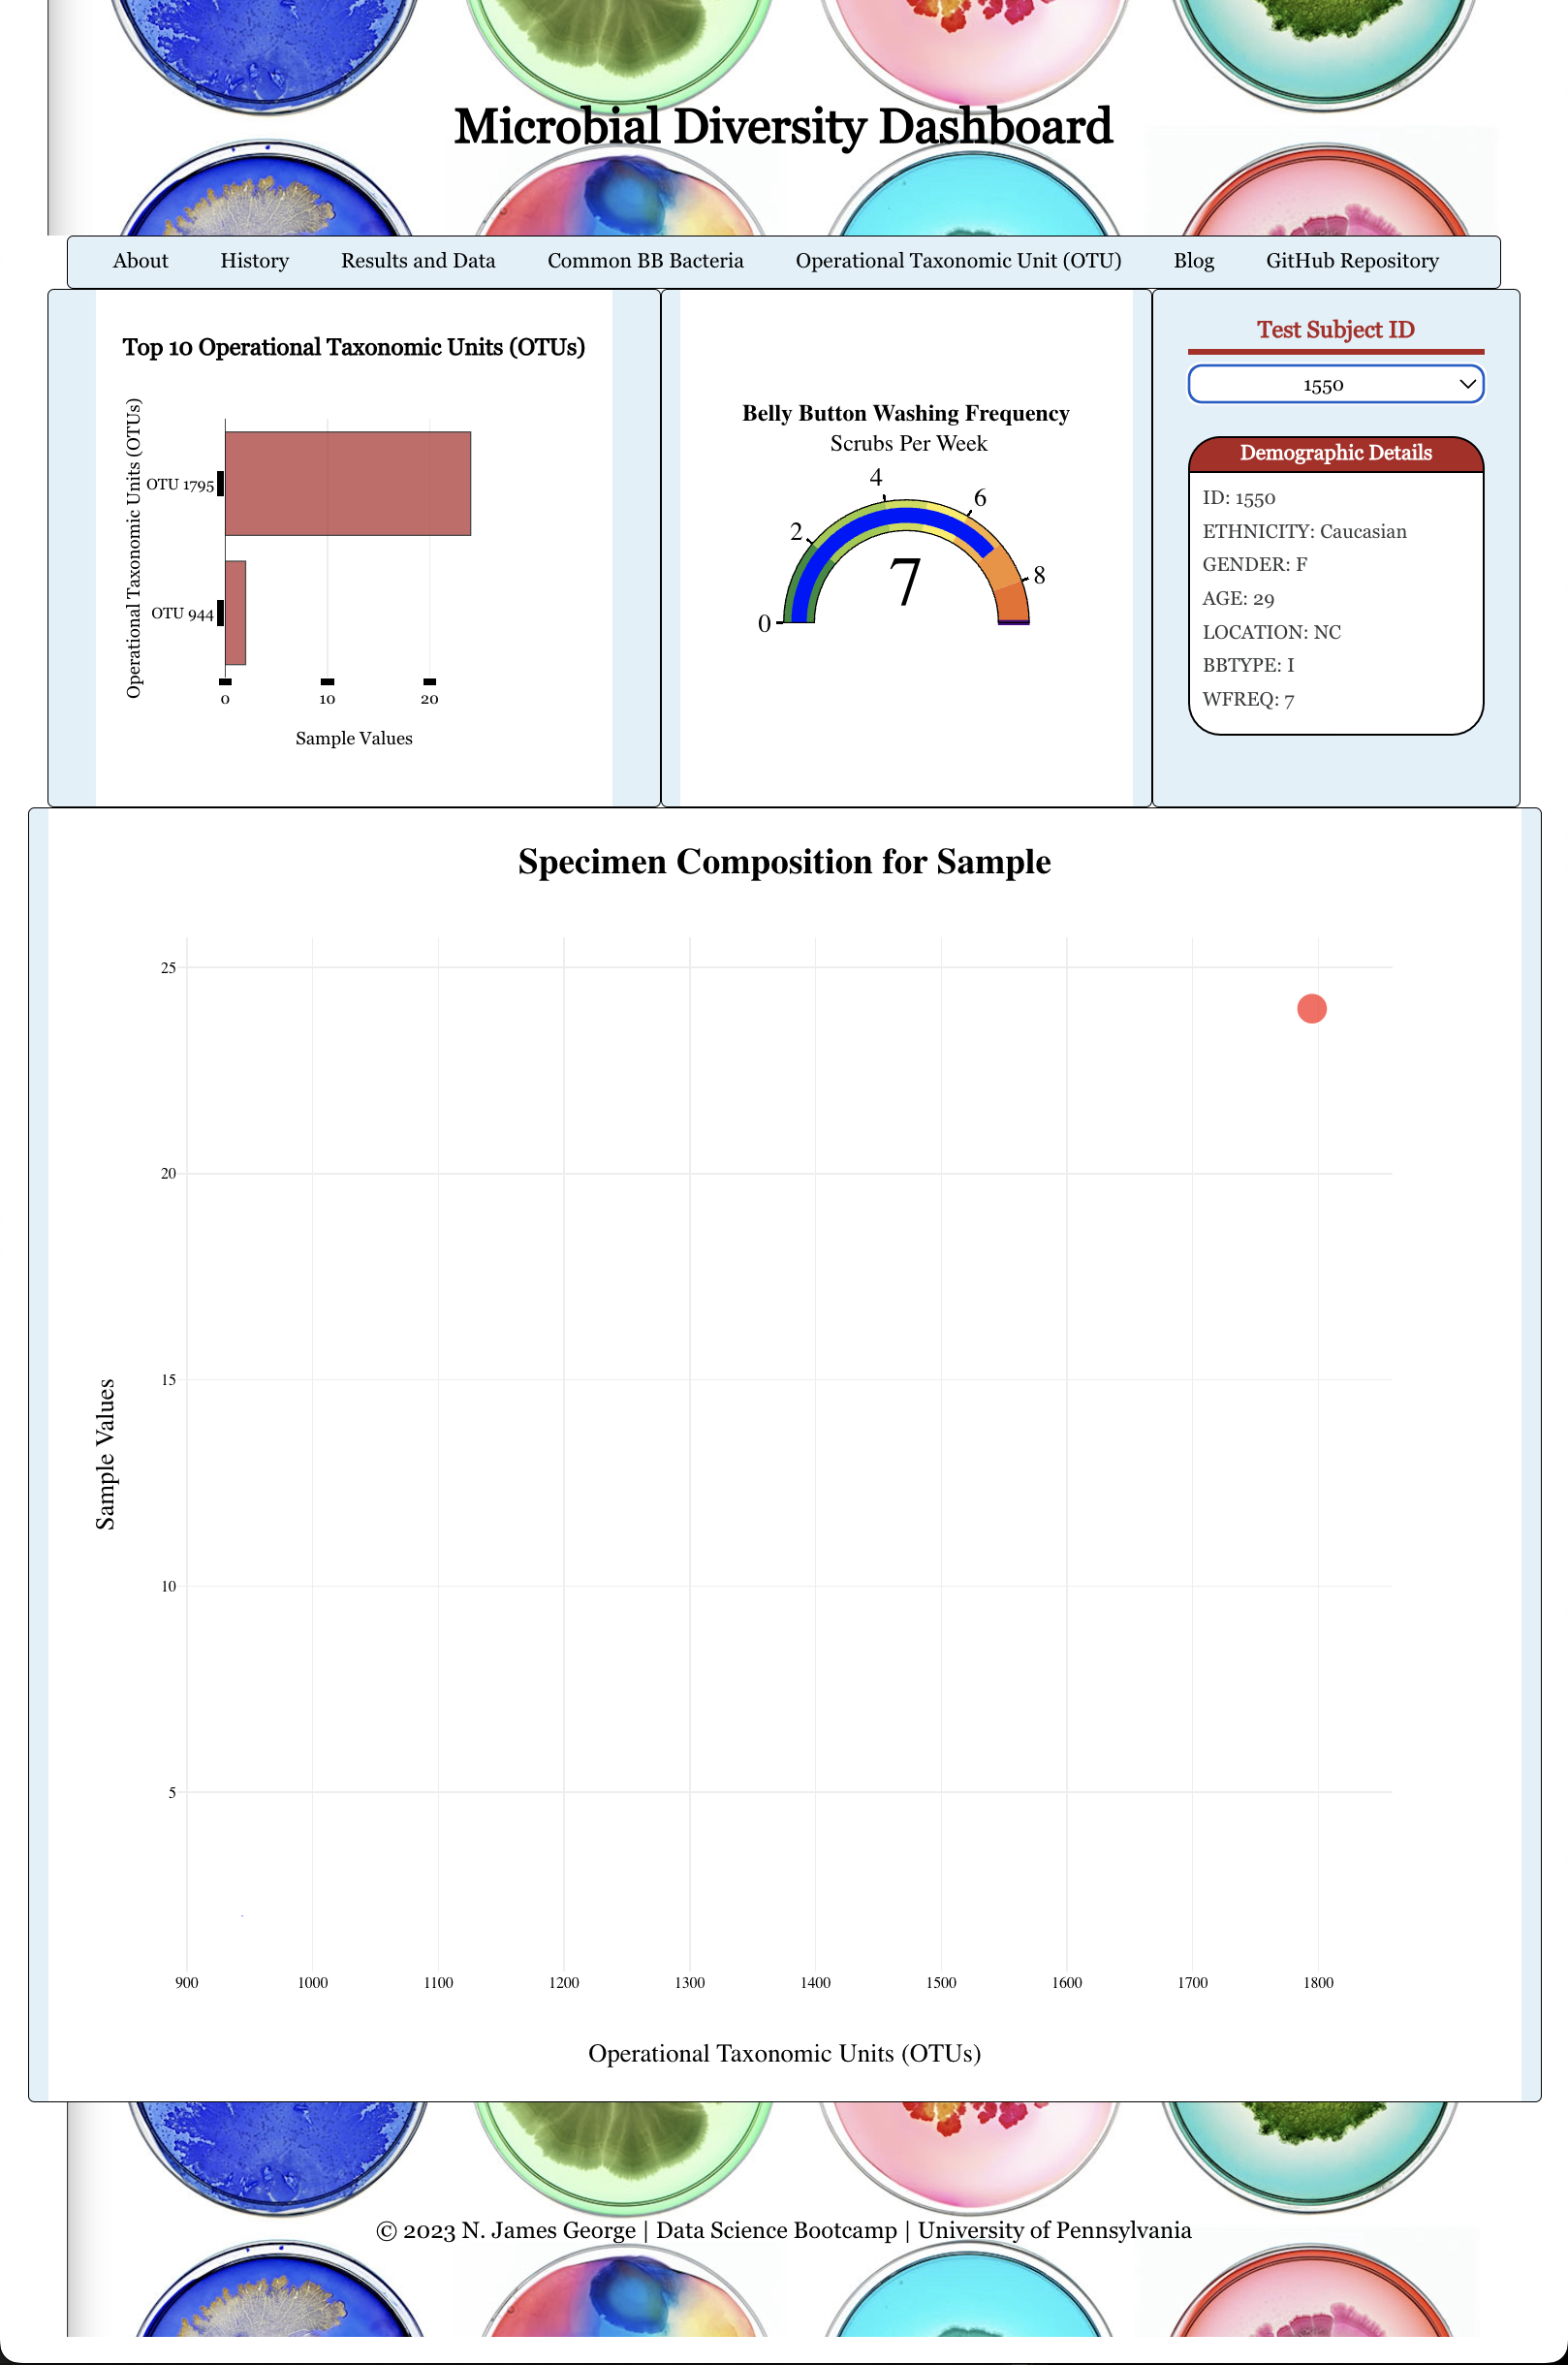 Microbial Diversity Dashboard
About History Results and Data Common BB Bacteria Operational Taxonomic Unit (OTU) Blog GitHub Repository
Top 10 Operational Taxonomic Units (OTUs)
Operational Taxonomic Units (OTUs)
OTU 1795
OTU 944
0 10 20
Sample Values
Belly Button Washing Frequency
Scrubs Per Week
0
2
4
6
8
7
Test Subject ID
1550
Demographic Details
ID: 1550
ETHNICITY: Caucasian
GENDER: F
AGE: 29
LOCATION: NC
BBTYPE: I
WFREQ: 7
Specimen Composition for Sample
25
20
15
10
5
Sample Values
900 1000 1100 1200 1300 1400 1500 1600 1700 1800
Operational Taxonomic Units (OTUs)
© 2023 N. James George | Data Science Bootcamp | University of Pennsylvania